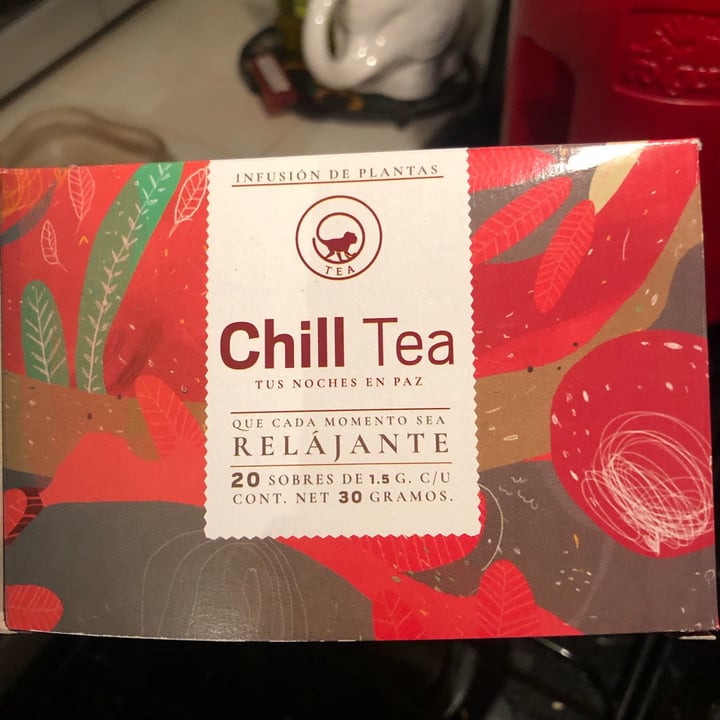 INFUSIÓN DE PLANTAS
TEA
Chill Tea
TUS NOCHES EN PAZ
QUE CADA MOMENTO SEA
RELÁJANTE
20 SOBRES DE 1.5 G. C/U
CONT. NET 30 GRAMOS.